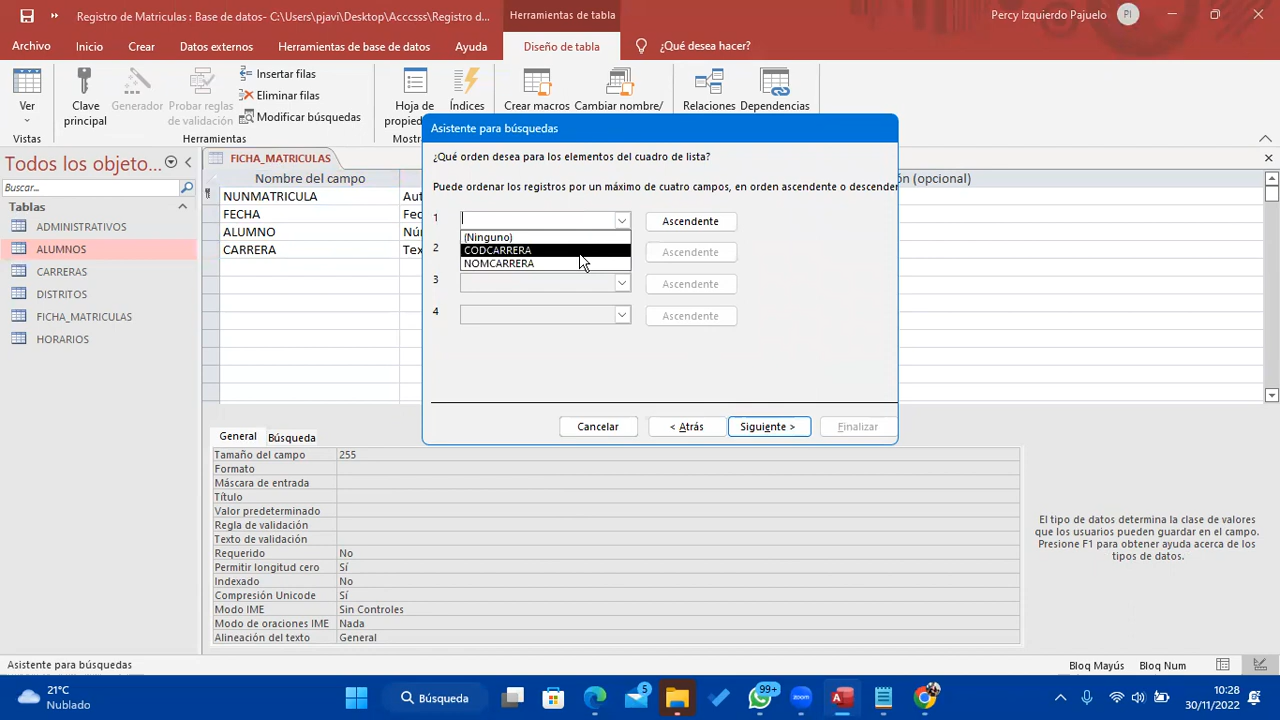 Registro de Matriculas : Base de datos- C:\Users\pjavi\Desktop\Acccsss\Registro d...
Herramientas de tabla
Percy Izquierdo Pajuelo
PI
Archivo
Inicio
Crear
Datos externos
Herramientas de base de datos
Ayuda
Diseño de tabla
¿Qué desea hacer?
Ver
Clave principal
Generador
Probar reglas de validación
Insertar filas
Eliminar filas
Modificar búsquedas
Hoja de propie
Índices
Crear macros
Cambiar nombre/
Relaciones
Dependencias
Vistas
Herramientas
Mostr
Todos los objeto...
Buscar...
Tablas
ADMINISTRATIVOS
ALUMNOS
CARRERAS
DISTRITOS
FICHA_MATRICULAS
HORARIOS
FICHA_MATRICULAS
Nombre del campo
ón (opcional)
NUNMATRICULA
Aut
FECHA
Fec
ALUMNO
Núr
CARRERA
Tex
Asistente para búsquedas
¿Qué orden desea para los elementos del cuadro de lista?
Puede ordenar los registros por un máximo de cuatro campos, en orden ascendente o descender
1
Ascendente
(Ninguno)
CODCARRERA
NOMCARRERA
2
Ascendente
3
Ascendente
4
Ascendente
Cancelar
< Atrás
Siguiente >
Finalizar
General
Búsqueda
Tamaño del campo 255
Formato
Máscara de entrada
Título
Valor predeterminado
Regla de validación
Texto de validación
Requerido No
Permitir longitud cero Sí
Indexado No
Compresión Unicode Sí
Modo IME Sin Controles
Modo de oraciones IME Nada
Alineación del texto General
El tipo de datos determina la clase de valores
que los usuarios pueden guardar en el campo.
Presione F1 para obtener ayuda acerca de los
tipos de datos.
Asistente para búsquedas
Bloq Mayús
Bloq Num
21°C
Nublado
Búsqueda
5
99+
zoom
10:28
30/11/2022